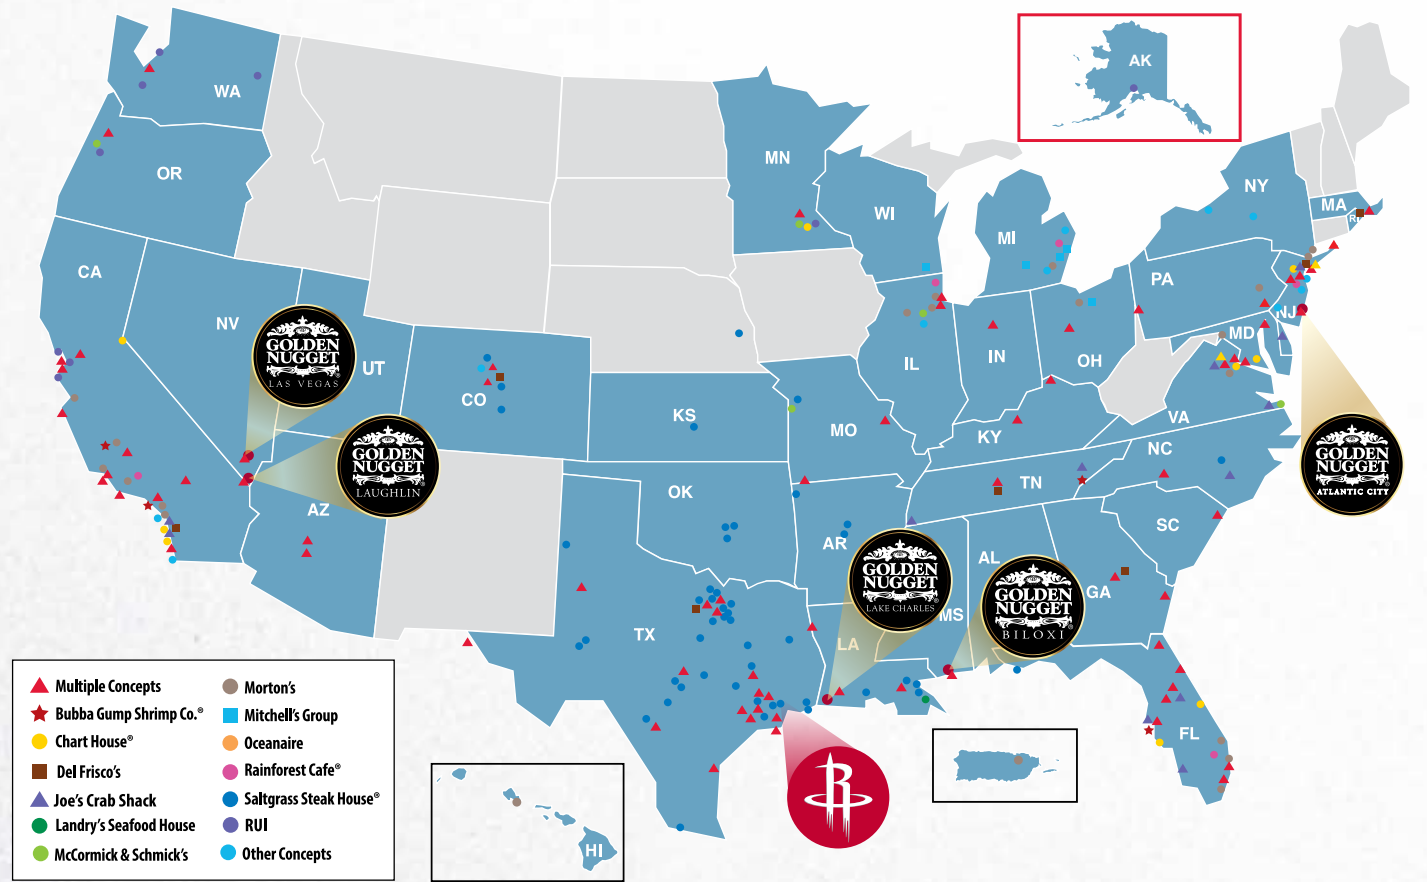 AK
WA
OR
MN
WI
MI
NY
MA
CA
NV
UT
CO
KS
MO
IL
IN
OH
PA
NJ
MD
VA
KY
NC
TN
SC
OK
AR
AZ
TX
LA
MS
AL
GA
FL
HI
GOLDEN
NUGGET
LAS VEGAS
GOLDEN
NUGGET
LAUGHLIN
GOLDEN
NUGGET
ATLANTIC CITY
GOLDEN
NUGGET
LAKE CHARLES
GOLDEN
NUGGET
BILOXI
R
Multiple Concepts
Bubba Gump Shrimp Co.®
Chart House®
Del Frisco's
Joe's Crab Shack
Landry's Seafood House
McCormick & Schmick's
Morton's
Mitchell's Group
Oceanaire
Rainforest Cafe®
Saltgrass Steak House®
RUI
Other Concepts